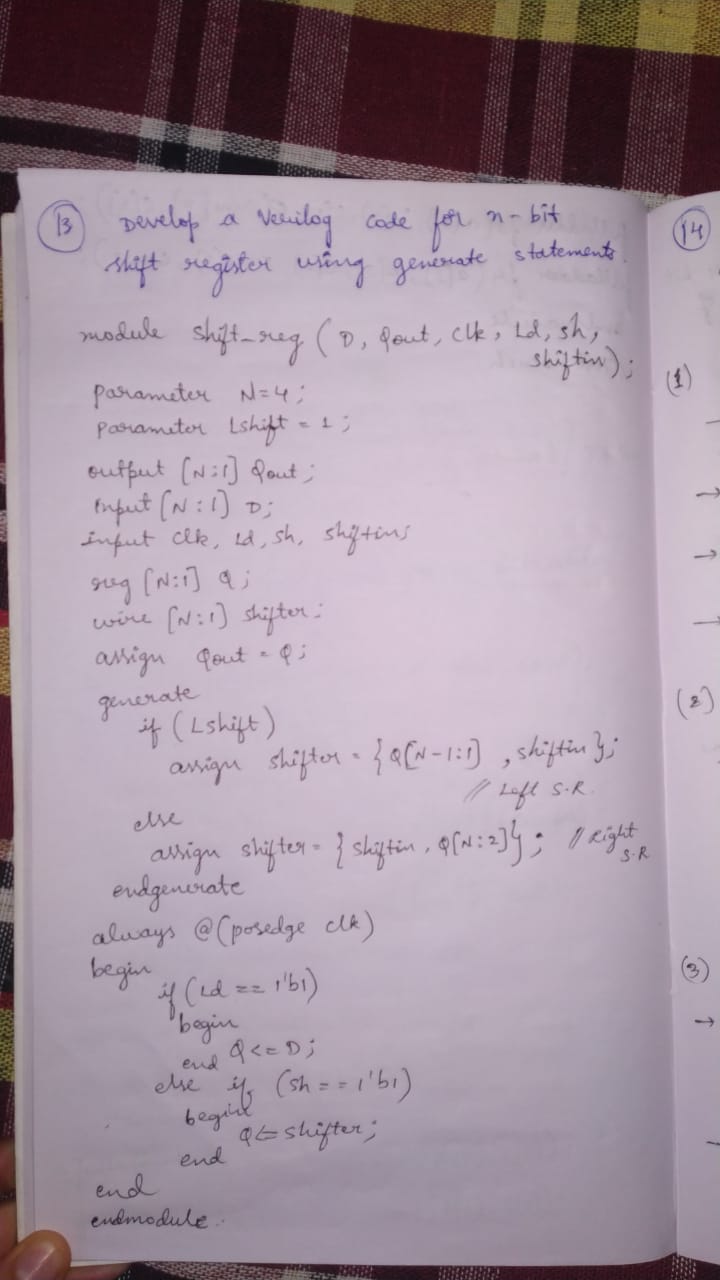 13 Develop a Verilog code for n-bit
shift register using generate statements.
module shift_reg (D, Qout, clk, Ld, sh,
shiftin);
parameter N=4;
parameter Lshift = 1;
output [N:1] Qout;
input [N:1] D;
input clk, Ld, sh, shiftin;
reg [N:1] Q;
wire [N:1] shifter;
assign Qout = Q;
generate
if (Lshift)
assign shifter = {Q[N-1:1] , shiftin};
// Left S.R.
else
assign shifter = {shiftin, Q[N:2]}; // Right
S.R
endgenerate
always @(posedge clk)
begin
if (Ld == 1'b1)
begin
Q<=D;
end
else if (sh == 1'b1)
begin
Q<=shifter;
end
end
endmodule.
14
(1)
(2)
(3)